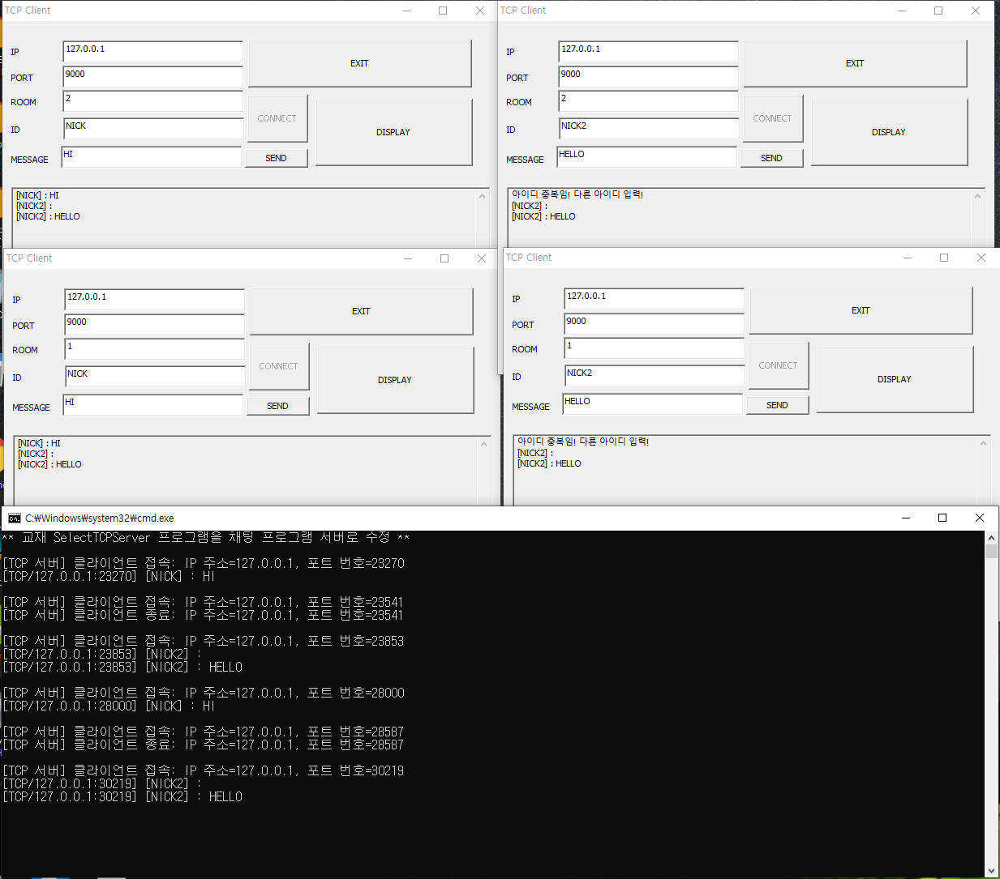 TCP Client
IP
127.0.0.1
EXIT
PORT
9000
ROOM
2
CONNECT
DISPLAY
ID
NICK
MESSAGE
HI
SEND
[NICK] : HI
[NICK2] :
[NICK2] : HELLO
TCP Client
IP
127.0.0.1
EXIT
PORT
9000
ROOM
2
CONNECT
DISPLAY
ID
NICK2
MESSAGE
HELLO
SEND
아이디 중복임! 다른 아이디 입력!
[NICK2] :
[NICK2] : HELLO
TCP Client
IP
127.0.0.1
EXIT
PORT
9000
ROOM
1
CONNECT
DISPLAY
ID
NICK
MESSAGE
HI
SEND
[NICK] : HI
[NICK2] :
[NICK2] : HELLO
TCP Client
IP
127.0.0.1
EXIT
PORT
9000
ROOM
1
CONNECT
DISPLAY
ID
NICK2
MESSAGE
HELLO
SEND
아이디 중복임! 다른 아이디 입력!
[NICK2] :
[NICK2] : HELLO
C:₩Windows₩system32₩cmd.exe
** 교재 SelectTCPServer 프로그램을 채팅 프로그램 서버로 수정 **
[TCP 서버] 클라이언트 접속: IP 주소=127.0.0.1, 포트 번호=23270
[TCP/127.0.0.1:23270] [NICK] : HI
[TCP 서버] 클라이언트 접속: IP 주소=127.0.0.1, 포트 번호=23541
[TCP 서버] 클라이언트 종료: IP 주소=127.0.0.1, 포트 번호=23541
[TCP 서버] 클라이언트 접속: IP 주소=127.0.0.1, 포트 번호=23853
[TCP/127.0.0.1:23853] [NICK2] :
[TCP/127.0.0.1:23853] [NICK2] : HELLO
[TCP 서버] 클라이언트 접속: IP 주소=127.0.0.1, 포트 번호=28000
[TCP/127.0.0.1:28000] [NICK] : HI
[TCP 서버] 클라이언트 접속: IP 주소=127.0.0.1, 포트 번호=28587
[TCP 서버] 클라이언트 종료: IP 주소=127.0.0.1, 포트 번호=28587
[TCP 서버] 클라이언트 접속: IP 주소=127.0.0.1, 포트 번호=30219
[TCP/127.0.0.1:30219] [NICK2] :
[TCP/127.0.0.1:30219] [NICK2] : HELLO